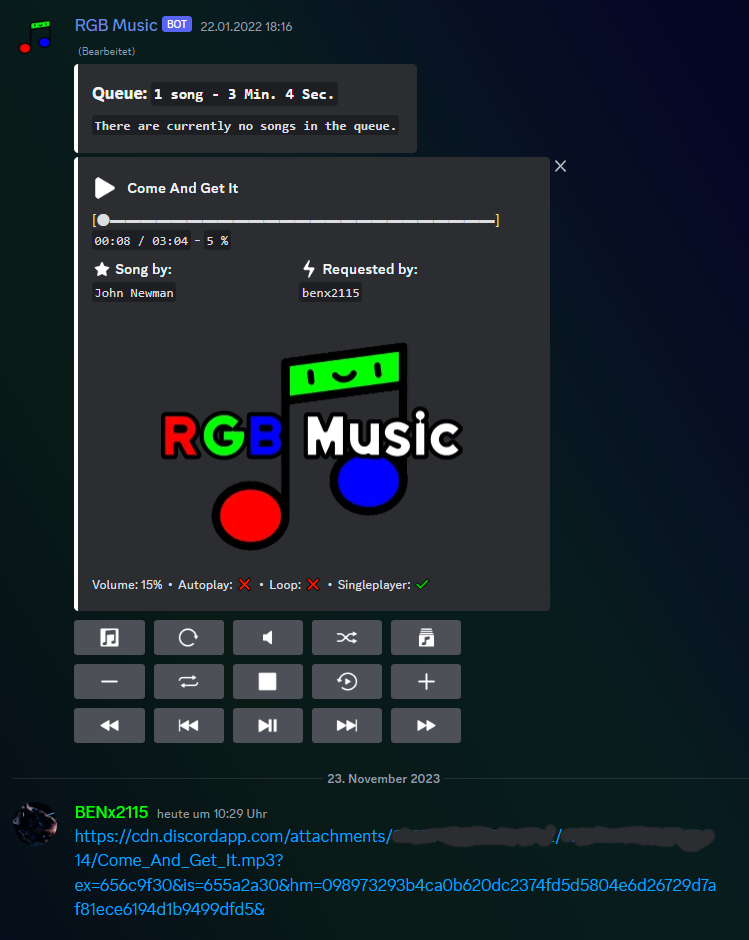 RGB Music BOT 22.01.2022 18:16
(Bearbeitet)
Queue: 1 song - 3 Min. 4 Sec.
There are currently no songs in the queue.
Come And Get It
[ ]
00:08 / 03:04 - 5 %
Song by: Requested by:
John Newman benx2115
RGB Music
Volume: 15% • Autoplay: ❌ • Loop: ❌ • Singleplayer: ✓
23. November 2023
BENx2115 heute um 10:29 Uhr
https://cdn.discordapp.com/attachments/ /
14/Come_And_Get_It.mp3?
ex=656c9f30&is=655a2a30&hm=098973293b4ca0b620dc2374fd5d5804e6d26729d7a
f81ece6194d1b9499dfd5&